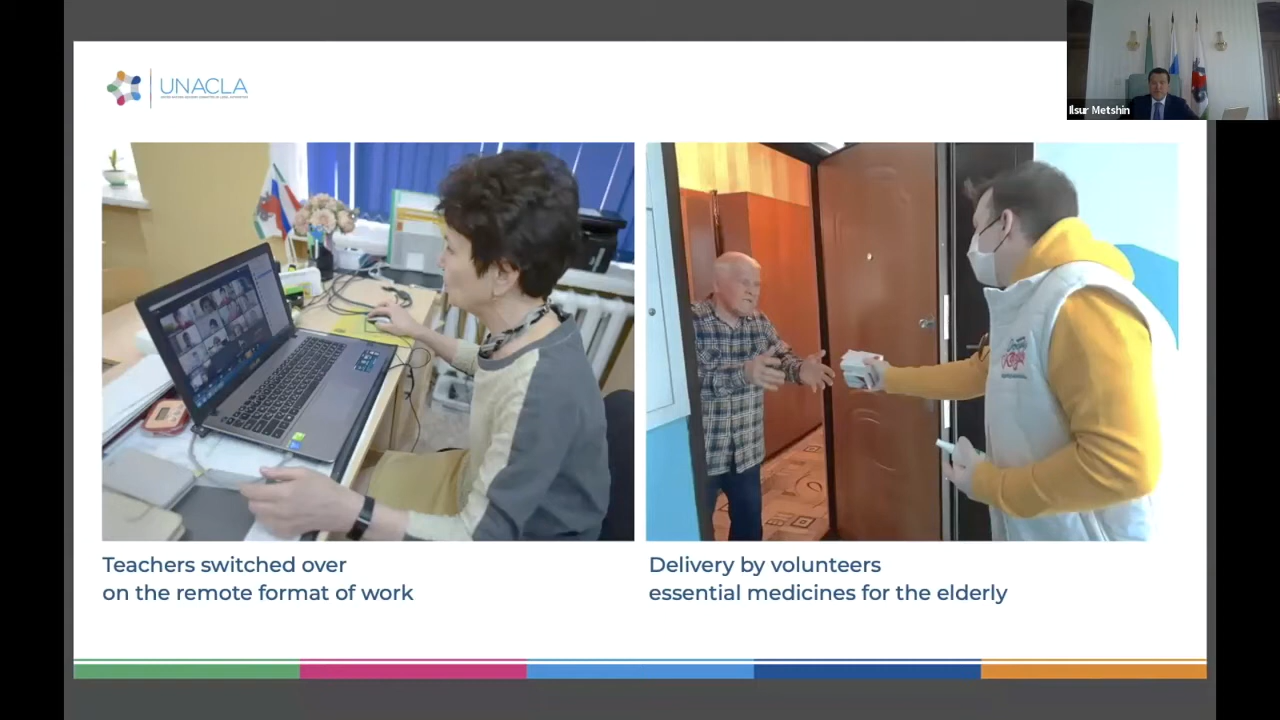 UNACLA
Ilsur Metshin
Teachers switched over
on the remote format of work
Delivery by volunteers
essential medicines for the elderly